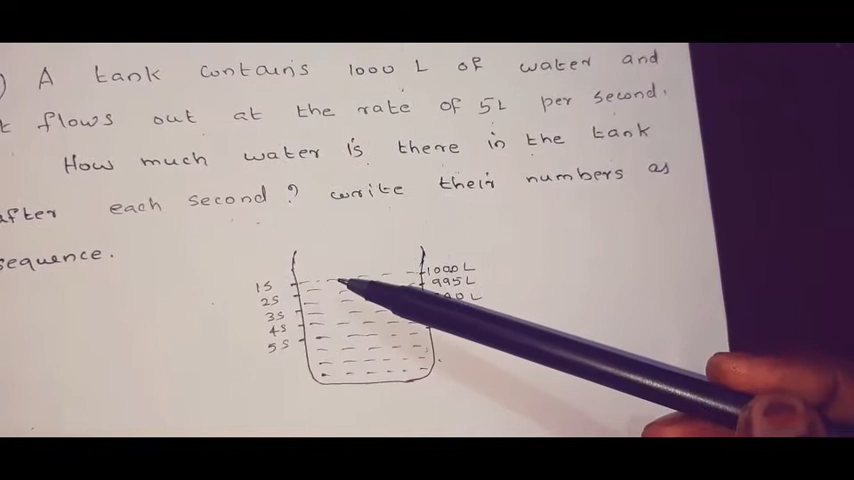 A tank contains 1000 L of water and
flows out at the rate of 5L per second.
How much water is there in the tank
after each second ? write their numbers as
sequence.
1000 L
1S 995 L
2S
3S
4S
5S